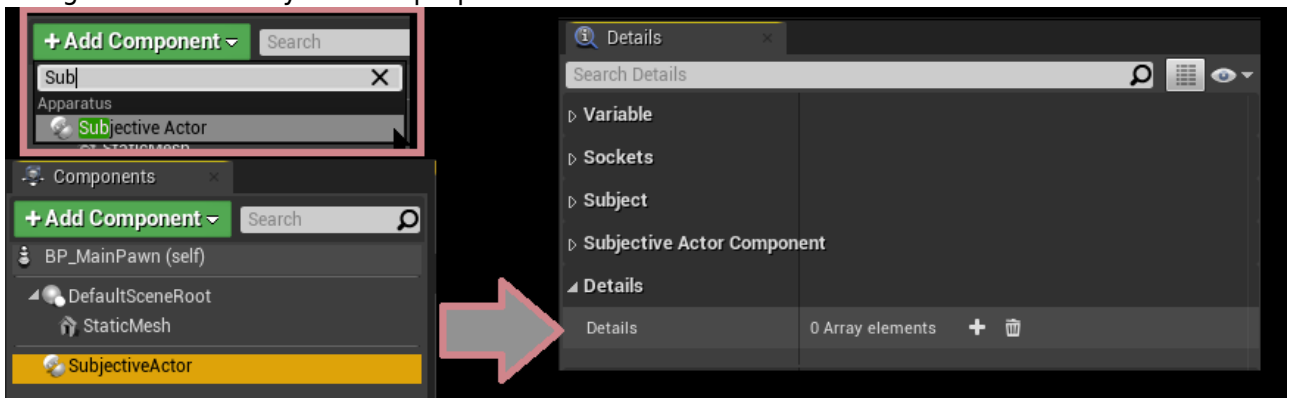 + Add Component
Search
Sub
Apparatus
Subjective Actor
StaticMesh
Components
+ Add Component
Search
BP_MainPawn (self)
DefaultSceneRoot
StaticMesh
SubjectiveActor
Details
Search Details
Variable
Sockets
Subject
Subjective Actor Component
Details
Details 0 Array elements